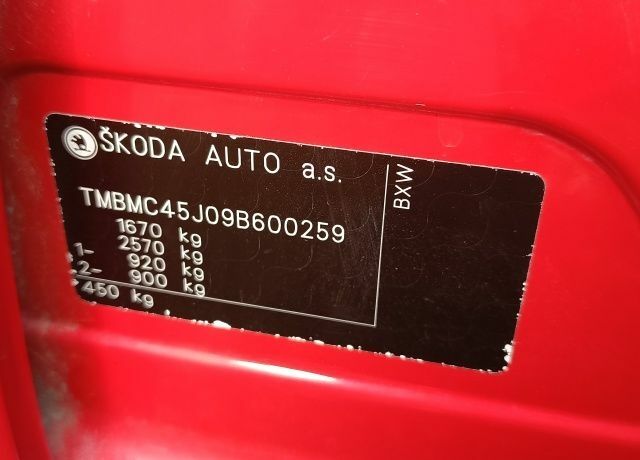 ŠKODA AUTO a.s.
BXW
TMBMC45J09B600259
1670 kg
2570 kg
1- 920 kg
2- 900 kg
450 kg